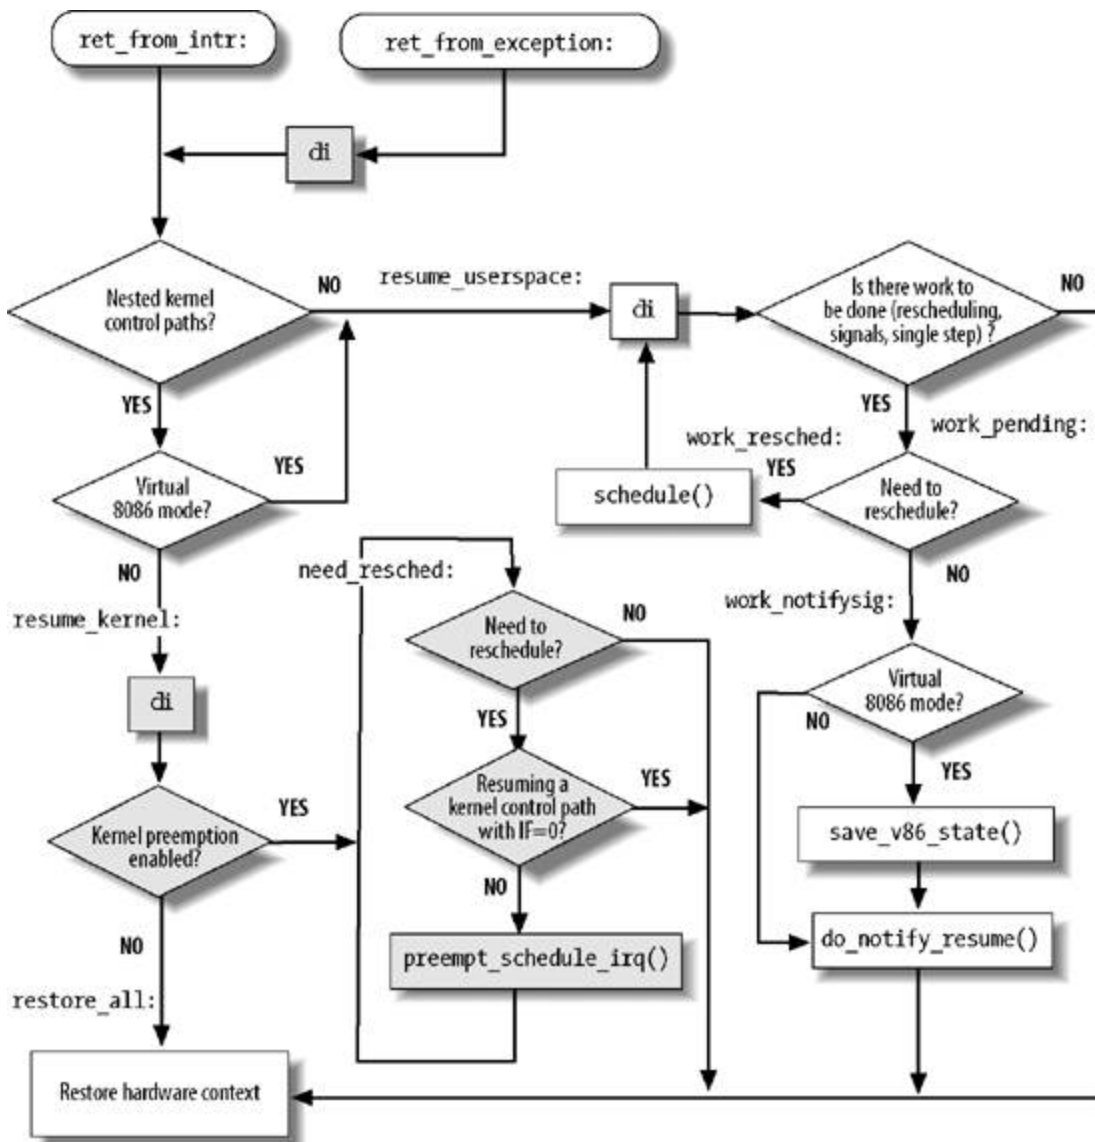 ret_from_intr:
ret_from_exception:
di
Nested kernel
control paths?
NO
resume_userspace:
di
Is there work to
be done (rescheduling,
signals, single step) ?
NO
YES
YES
work_pending:
work_resched:
YES
schedule()
Need to
reschedule?
Virtual
8086 mode?
YES
NO
NO
need_resched:
work_notifysig:
resume_kernel:
Need to
reschedule?
NO
di
YES
Virtual
8086 mode?
NO
YES
Resuming a
kernel control path
with IF=0?
YES
Kernel preemption
enabled?
YES
save_v86_state()
NO
NO
preempt_schedule_irq()
do_notify_resume()
restore_all:
Restore hardware context